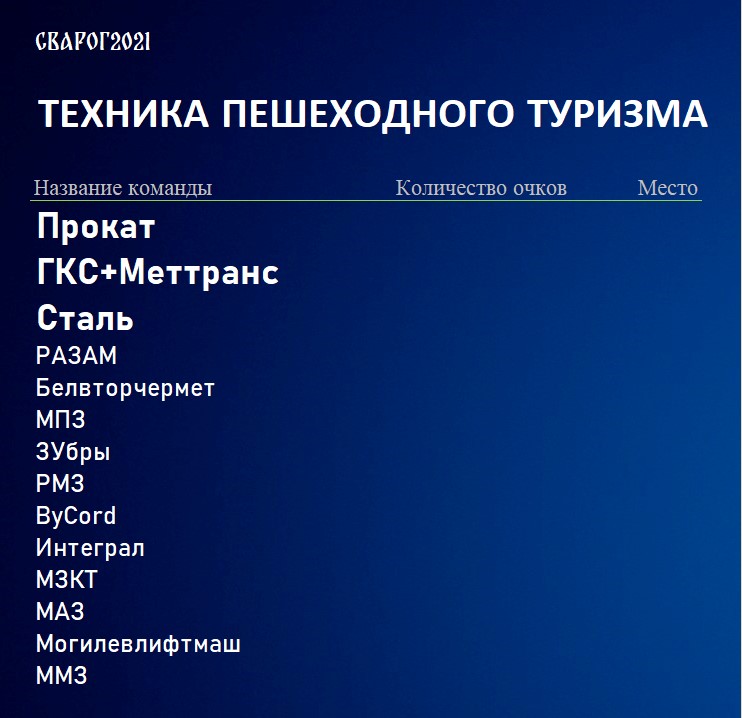 СВАРОГ2021
ТЕХНИКА ПЕШЕХОДНОГО ТУРИЗМА
Название команды Количество очков Место
Прокат
ГКС+Меттранс
Сталь
РАЗАМ
Белвторчермет
МПЗ
ЗУбры
РМЗ
ByCord
Интеграл
МЗКТ
МАЗ
Могилевлифтмаш
ММЗ